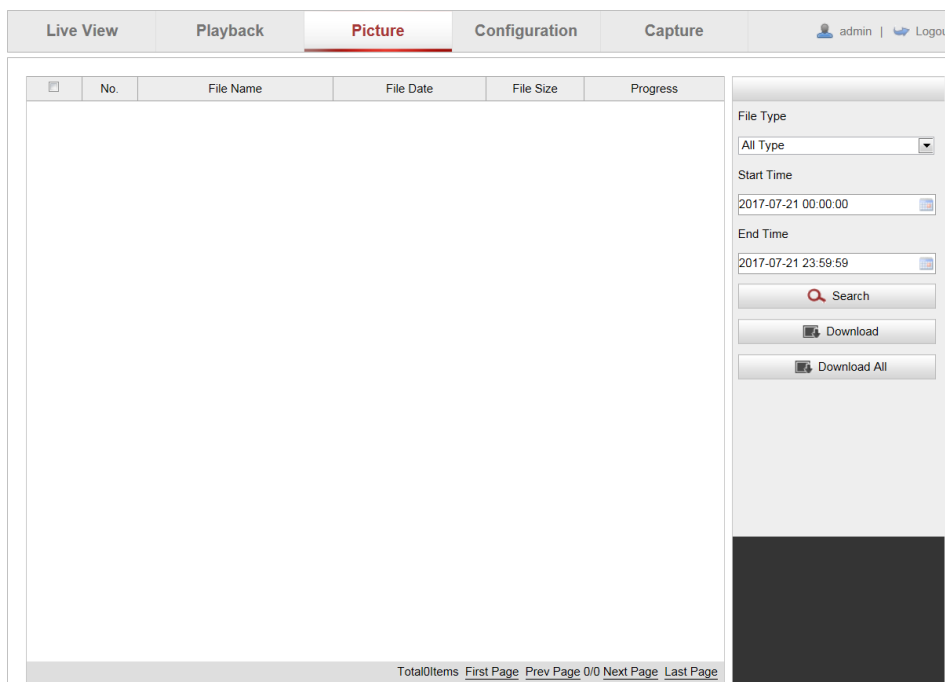 Live View Playback Picture Configuration Capture admin | Logou
No. File Name File Date File Size Progress
File Type
All Type
Start Time
2017-07-21 00:00:00
End Time
2017-07-21 23:59:59
Search
Download
Download All
Total0Items First Page Prev Page 0/0 Next Page Last Page